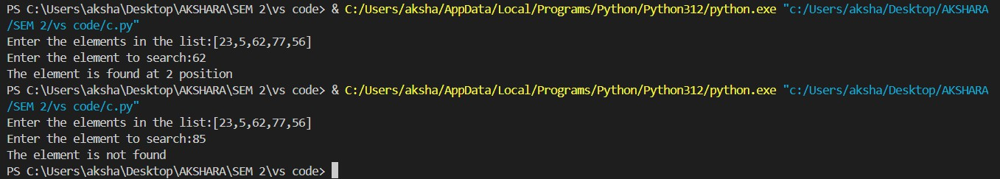 PS C:\Users\aksha\Desktop\AKSHARA\SEM 2\vs code> & C:/Users/aksha/AppData/Local/Programs/Python/Python312/python.exe "c:/Users/aksha/Desktop/AKSHARA
/SEM 2/vs code/c.py"
Enter the elements in the list:[23,5,62,77,56]
Enter the element to search:62
The element is found at 2 position
PS C:\Users\aksha\Desktop\AKSHARA\SEM 2\vs code> & C:/Users/aksha/AppData/Local/Programs/Python/Python312/python.exe "c:/Users/aksha/Desktop/AKSHARA
/SEM 2/vs code/c.py"
Enter the elements in the list:[23,5,62,77,56]
Enter the element to search:85
The element is not found
PS C:\Users\aksha\Desktop\AKSHARA\SEM 2\vs code>